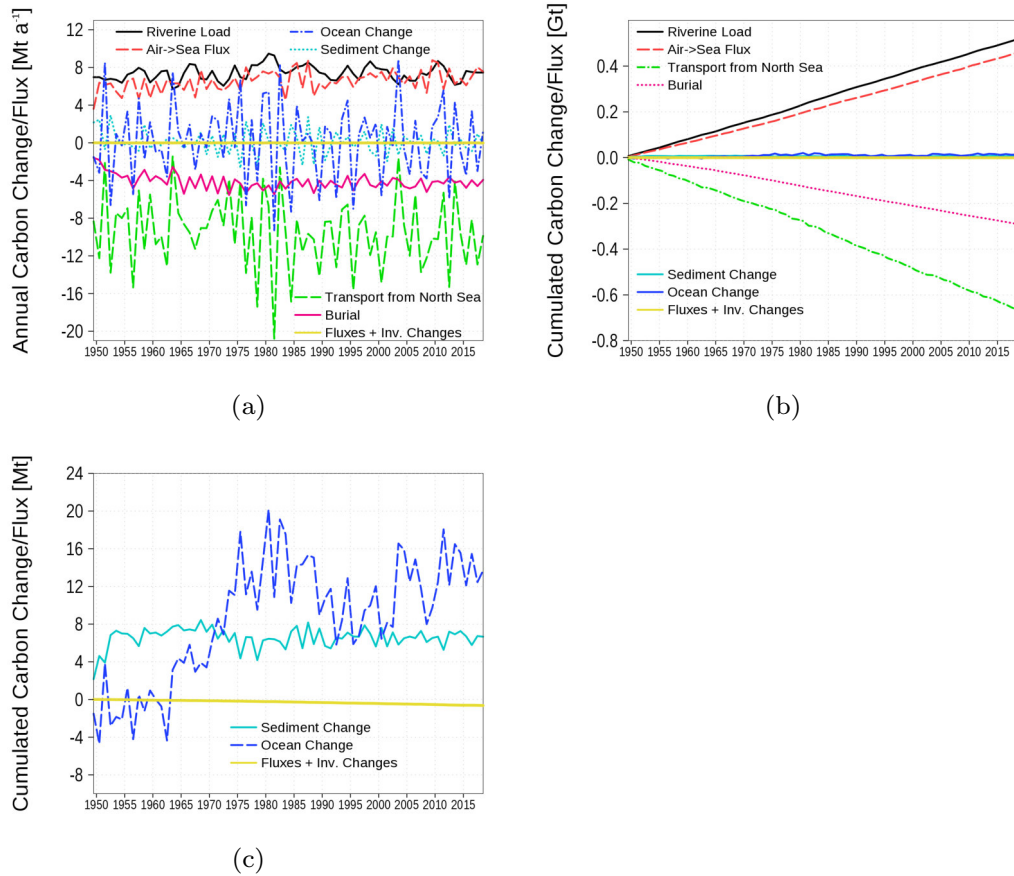 Annual Carbon Change/Flux [Mt a⁻¹]
12
8
4
0
-4
-8
-12
-16
-20
Riverine Load
Air->Sea Flux
Ocean Change
Sediment Change
Transport from North Sea
Burial
Fluxes + Inv. Changes
1950 1955 1960 1965 1970 1975 1980 1985 1990 1995 2000 2005 2010 2015
(a)
Cumulated Carbon Change/Flux [Gt]
0.4
0.2
0.0
-0.2
-0.4
-0.6
-0.8
Riverine Load
Air->Sea Flux
Transport from North Sea
Burial
Sediment Change
Ocean Change
Fluxes + Inv. Changes
1950 1955 1960 1965 1970 1975 1980 1985 1990 1995 2000 2005 2010 2015
(b)
Cumulated Carbon Change/Flux [Mt]
24
20
16
12
8
4
0
-4
-8
Sediment Change
Ocean Change
Fluxes + Inv. Changes
1950 1955 1960 1965 1970 1975 1980 1985 1990 1995 2000 2005 2010 2015
(c)